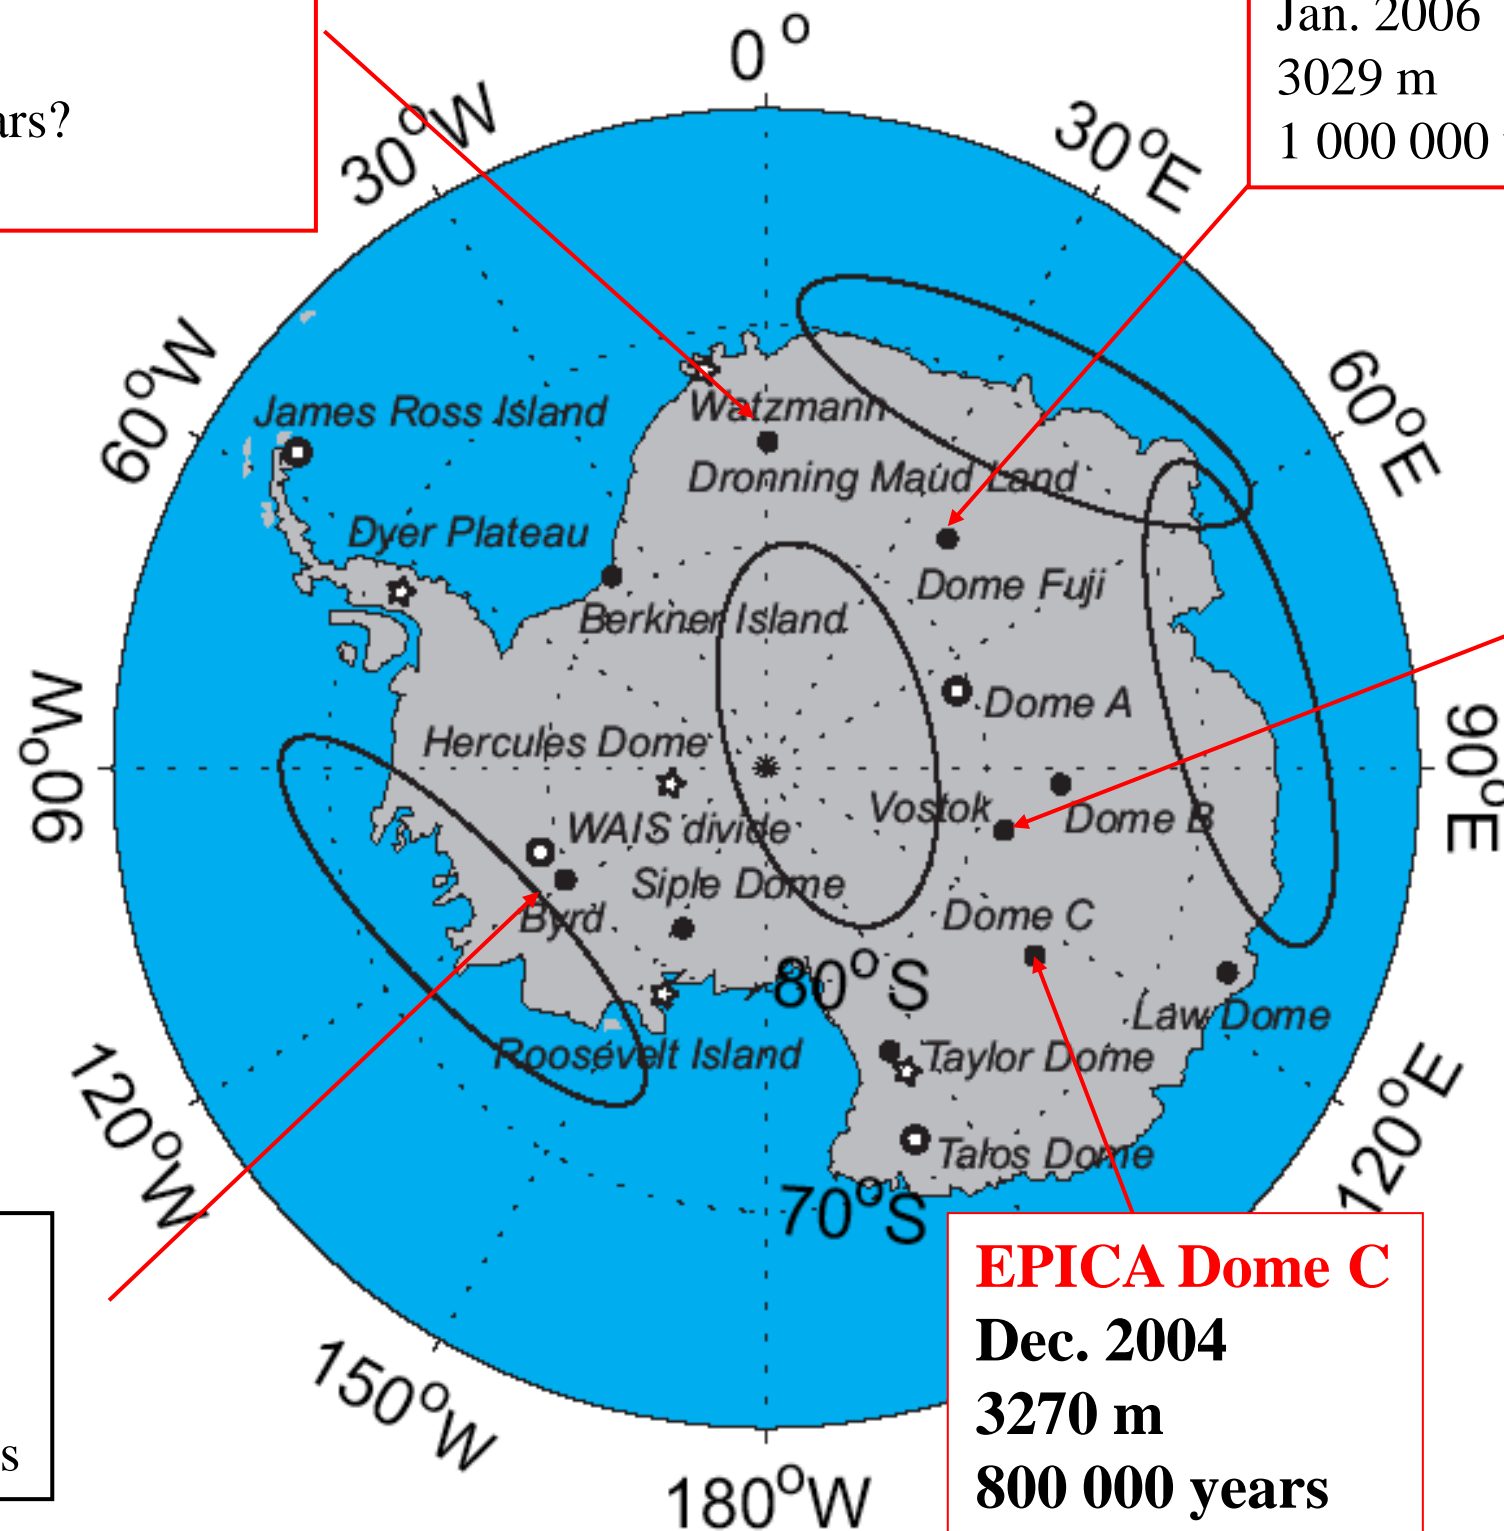 Jan. 2006
3029 m
1 000 000
0°
30°W
30°E
60°W
60°E
James Ross Island
Watzmann
Dronning Maud Land
Dyer Plateau
Dome Fuji
Berkner Island
Dome A
Hercules Dome
90°W
90°E
Vostok
Dome B
WAIS divide
Siple Dome
Byrd
Dome C
80°S
Law Dome
Roosevelt Island
Taylor Dome
Talos Dome
120°W
120°E
70°S
EPICA Dome C
Dec. 2004
3270 m
800 000 years
150°W
180°W